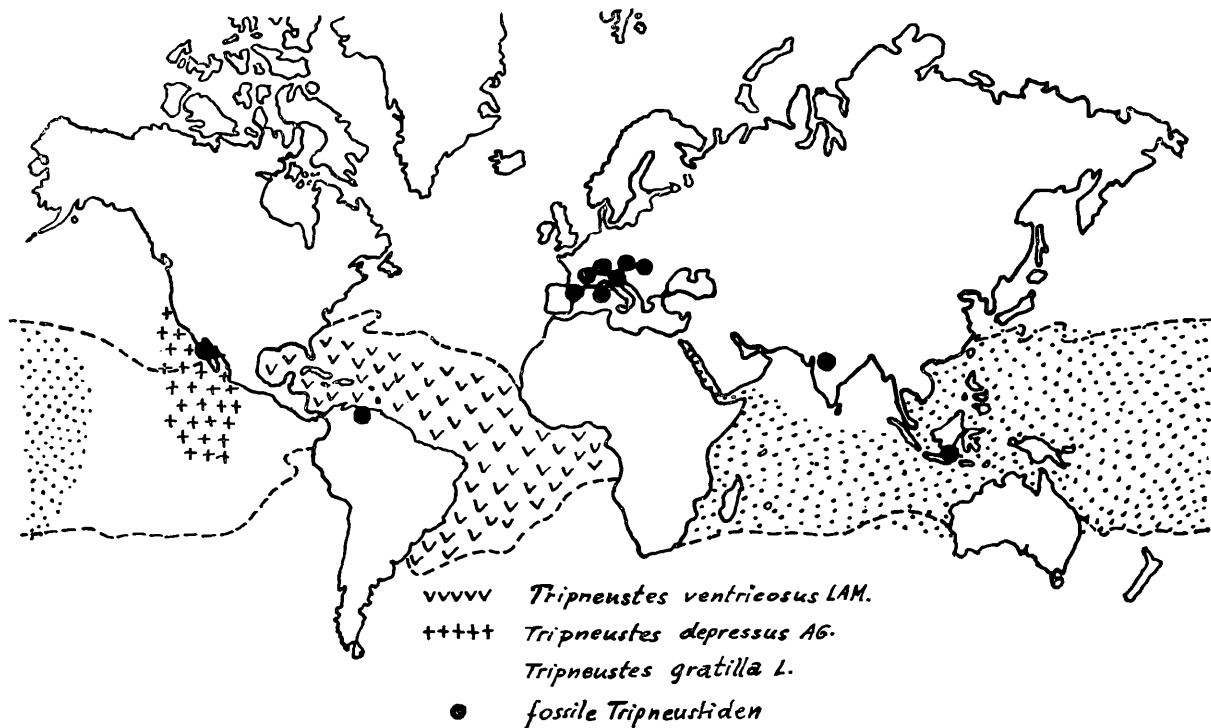 vvvvv Tripneustes ventricosus LAM.
+++++ Tripneustes depressus AG.
Tripneustes gratilla L.
● fossile Tripneustiden